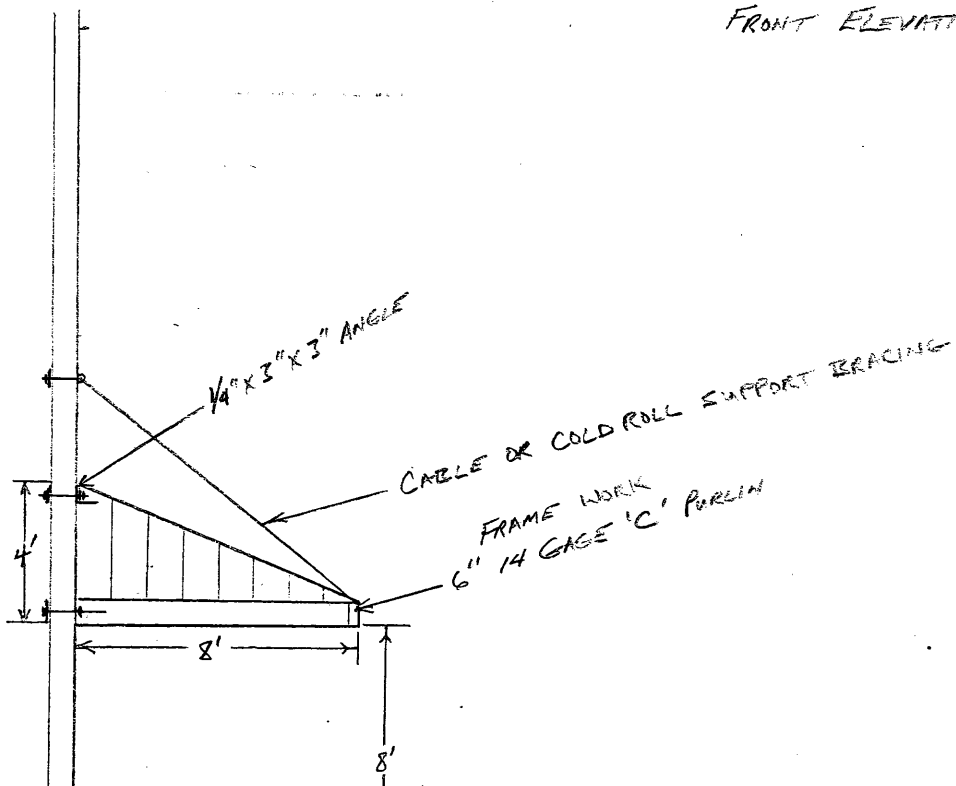 FRONT ELEVATI
1/4" x 3" x 3" ANGLE
CABLE OR COLD ROLL SUPPORT BRACING
FRAME WORK
6" 14 GAGE 'C' PURLIN
4'
8'
8'